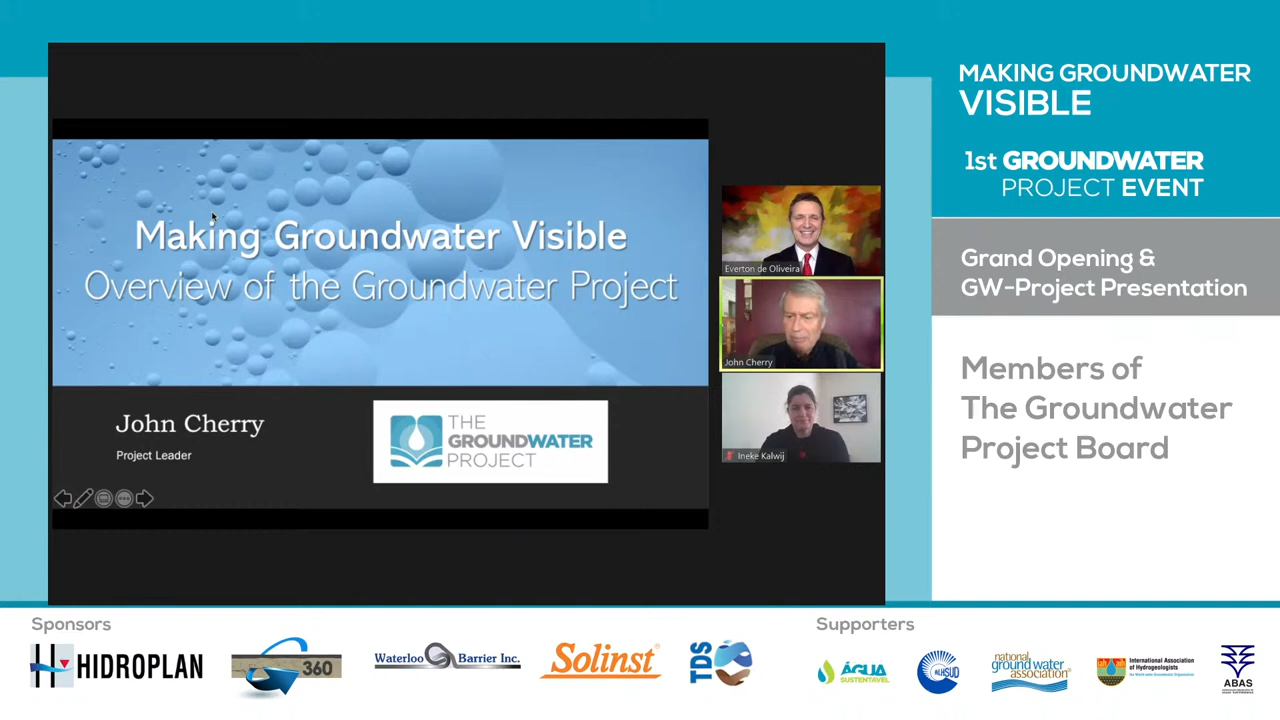 MAKING GROUNDWATER
VISIBLE
1st GROUNDWATER
PROJECT EVENT
Grand Opening &
GW-Project Presentation
Members of
The Groundwater
Project Board
Making Groundwater Visible
Overview of the Groundwater Project
John Cherry
Project Leader
THE
GROUNDWATER
PROJECT
Everton de Oliveira
John Cherry
Ineke Kalwij
Sponsors
HIDROPLAN
360
Waterloo Barrier Inc.
Solinst
TDS
Supporters
ÁGUA
SUSTENTÁVEL
ALHSUD
national
ground water
association
International Association
of Hydrogeologists
ABAS